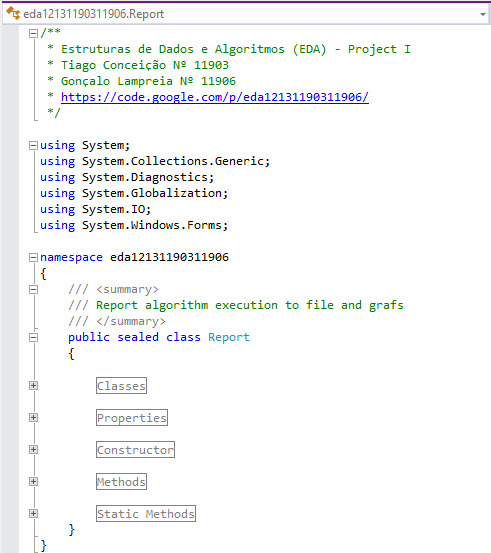 eda12131190311906.Report
/**
* Estruturas de Dados e Algoritmos (EDA) - Project I
* Tiago Conceição Nº 11903
* Gonçalo Lampreia Nº 11906
* https://code.google.com/p/eda12131190311906/
*/
using System;
using System.Collections.Generic;
using System.Diagnostics;
using System.Globalization;
using System.IO;
using System.Windows.Forms;
namespace eda12131190311906
{
/// <summary>
/// Report algorithm execution to file and grafs
/// </summary>
public sealed class Report
{
Classes
Properties
Constructor
Methods
Static Methods
}
}